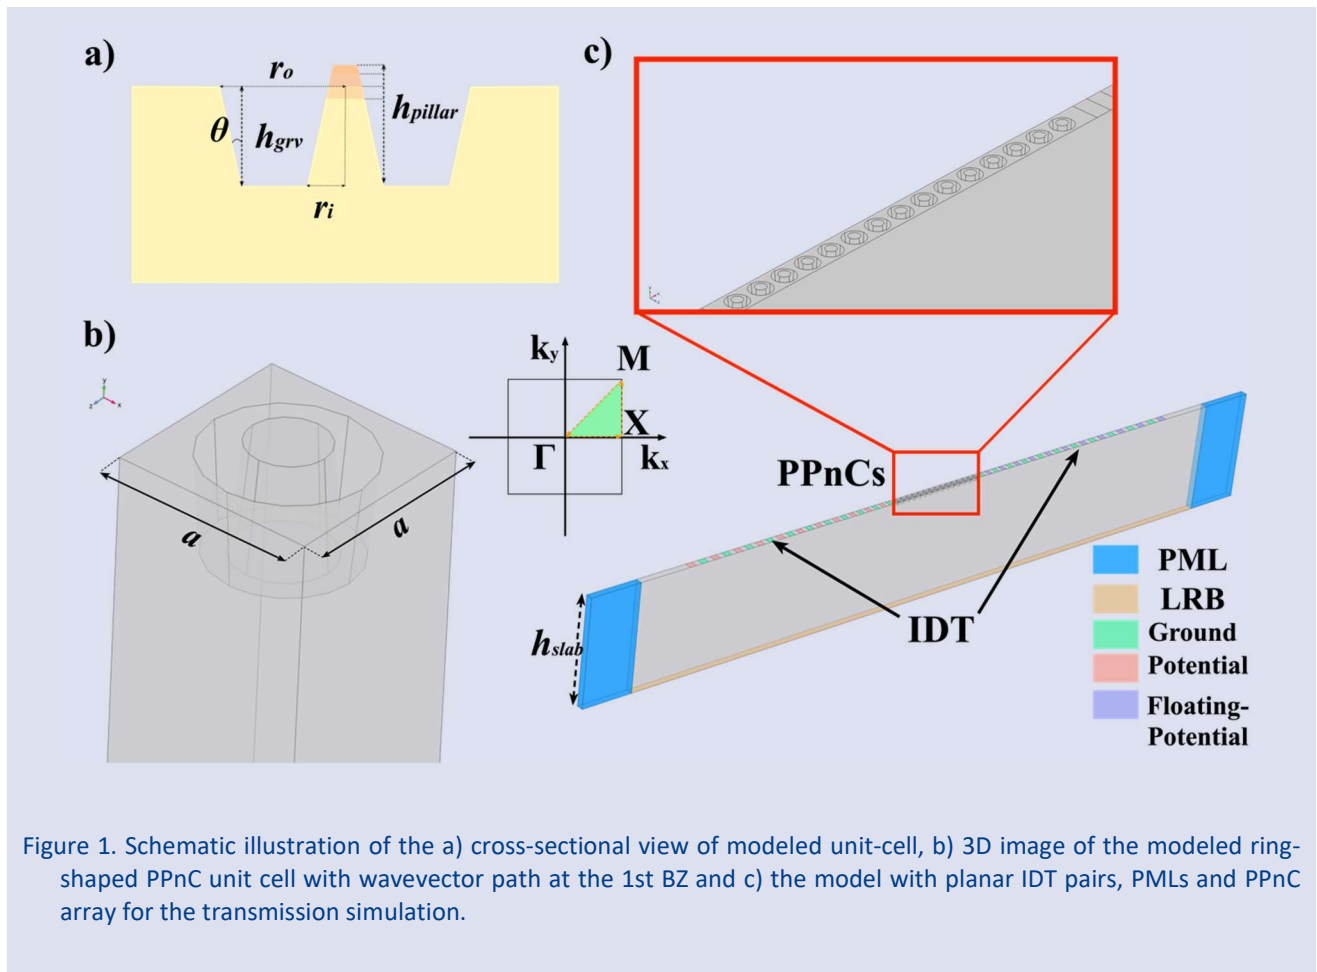 a)
r_o
θ
h_grv
h_pillar
r_i
c)
b)
a
a
k_y
M
X
Γ
k_x
PPnCs
IDT
h_slab
PML
LRB
Ground
Potential
Floating-
Potential
Figure 1. Schematic illustration of the a) cross-sectional view of modeled unit-cell, b) 3D image of the modeled ring-
shaped PPnC unit cell with wavevector path at the 1st BZ and c) the model with planar IDT pairs, PMLs and PPnC
array for the transmission simulation.